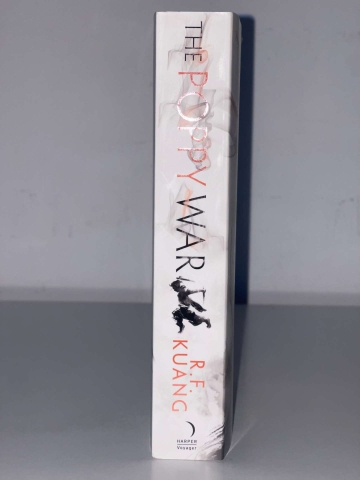 THE POPPY WAR
R.F.
KUANG
HARPER
Voyager